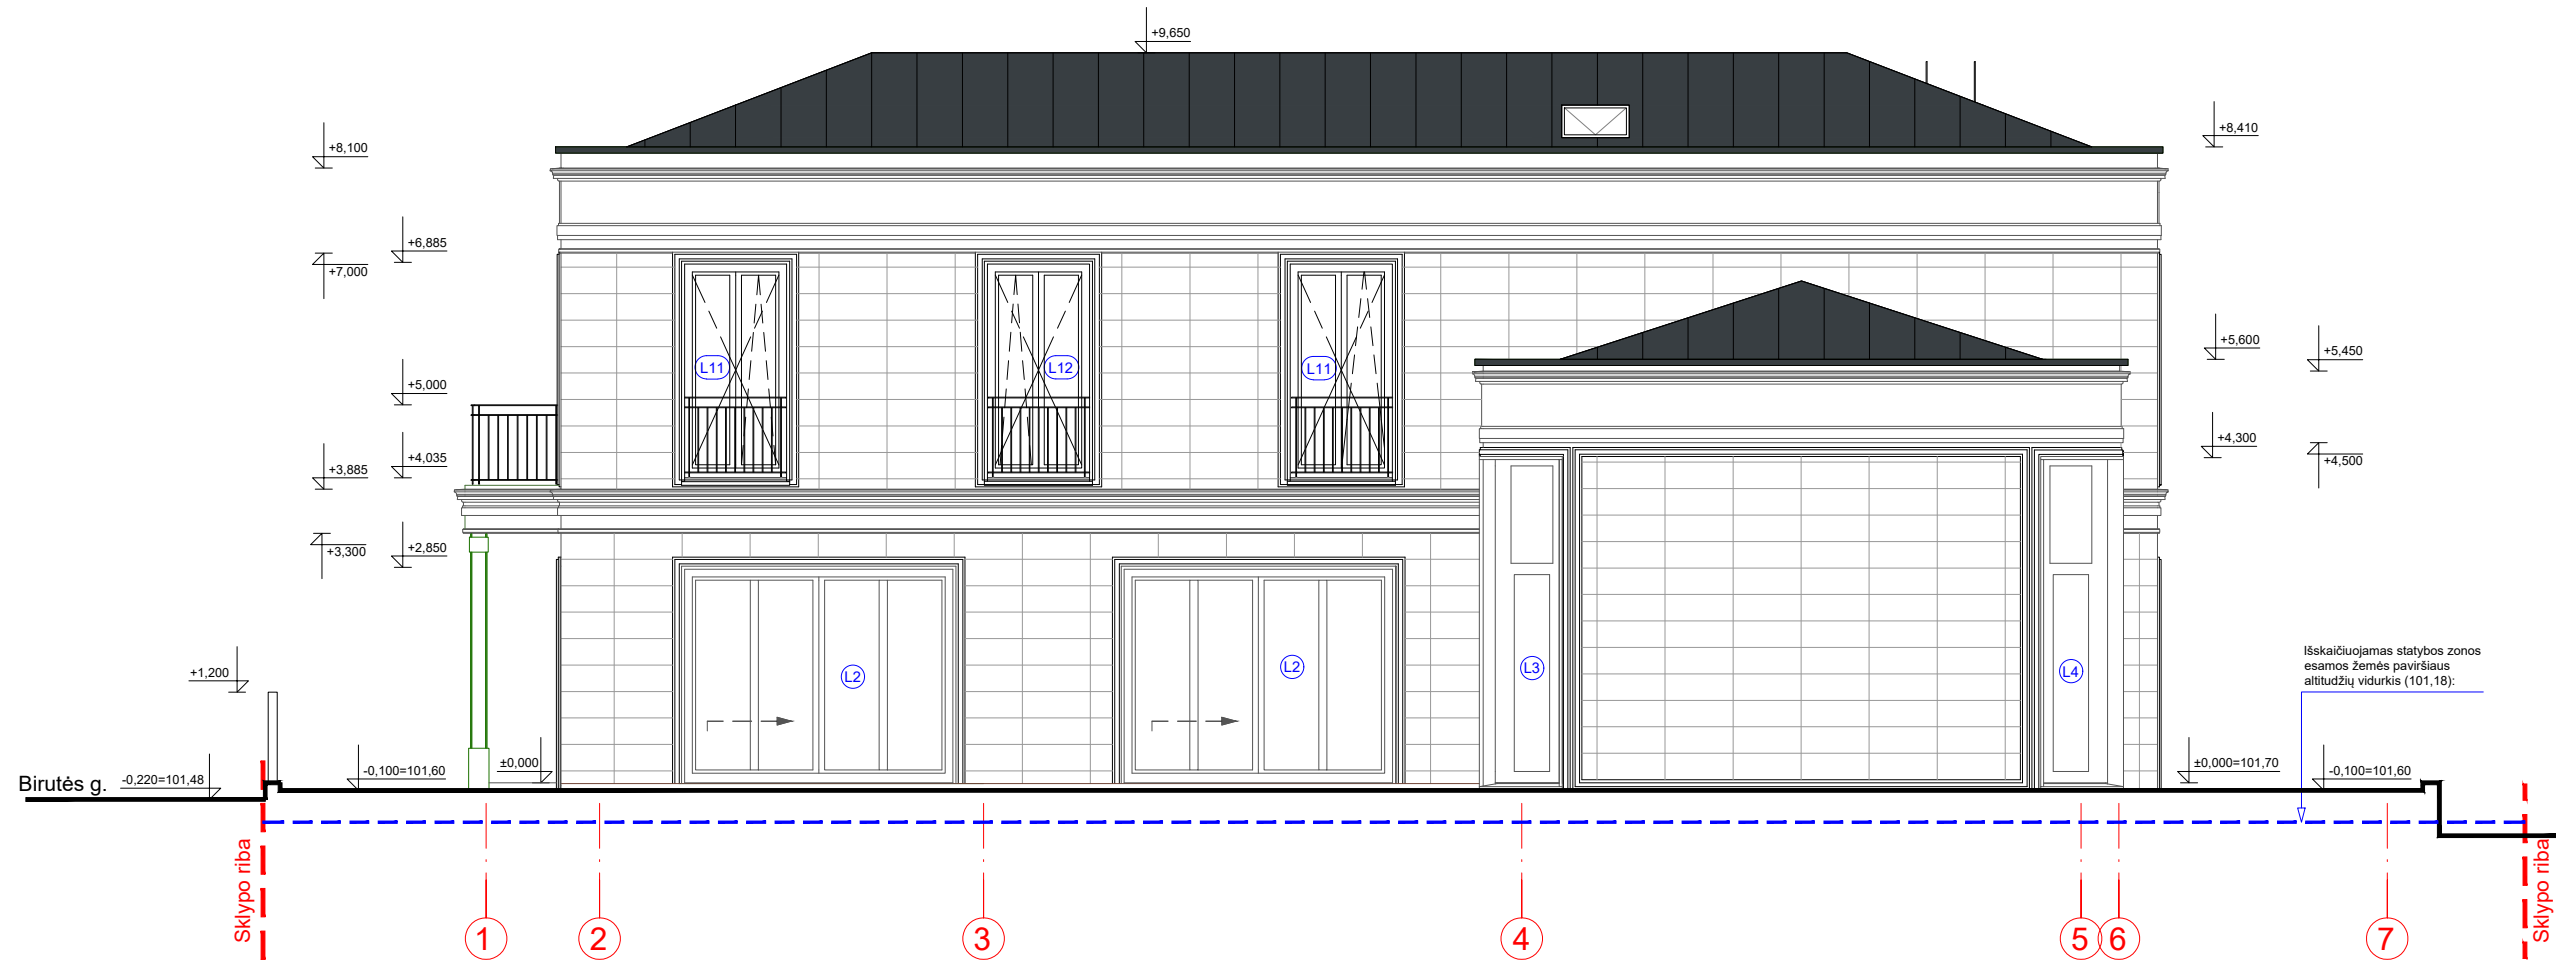 +9,650
+8,100
+8,410
+6,885
+7,000
+5,600
+5,450
L11
L12
L11
+5,000
+4,300
+4,500
+4,035
+3,885
+3,300
+2,850
+1,200
L2
L2
L3
L4
Išskaičiuojamas statybos zonos
esamos žemės paviršiaus
altitudžių vidurkis (101,18):
Birutės g.
-0,220=101,48
-0,100=101,60
±0,000
±0,000=101,70
-0,100=101,60
Sklypo riba
Sklypo riba
1
2
3
4
5
6
7